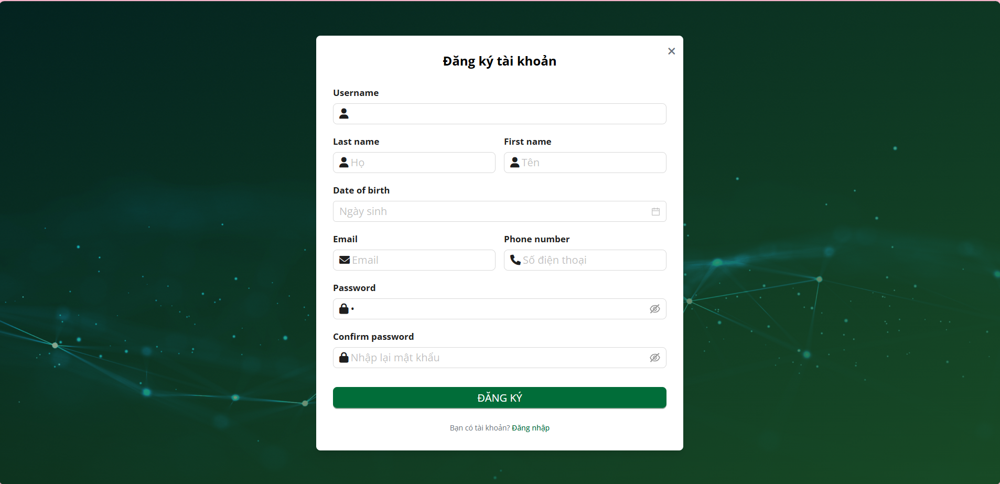 Đăng ký tài khoản
Username
Last name First name
Họ Tên
Date of birth
Ngày sinh
Email Phone number
Email Số điện thoại
Password
•
Confirm password
Nhập lại mật khẩu
ĐĂNG KÝ
Bạn có tài khoản? Đăng nhập